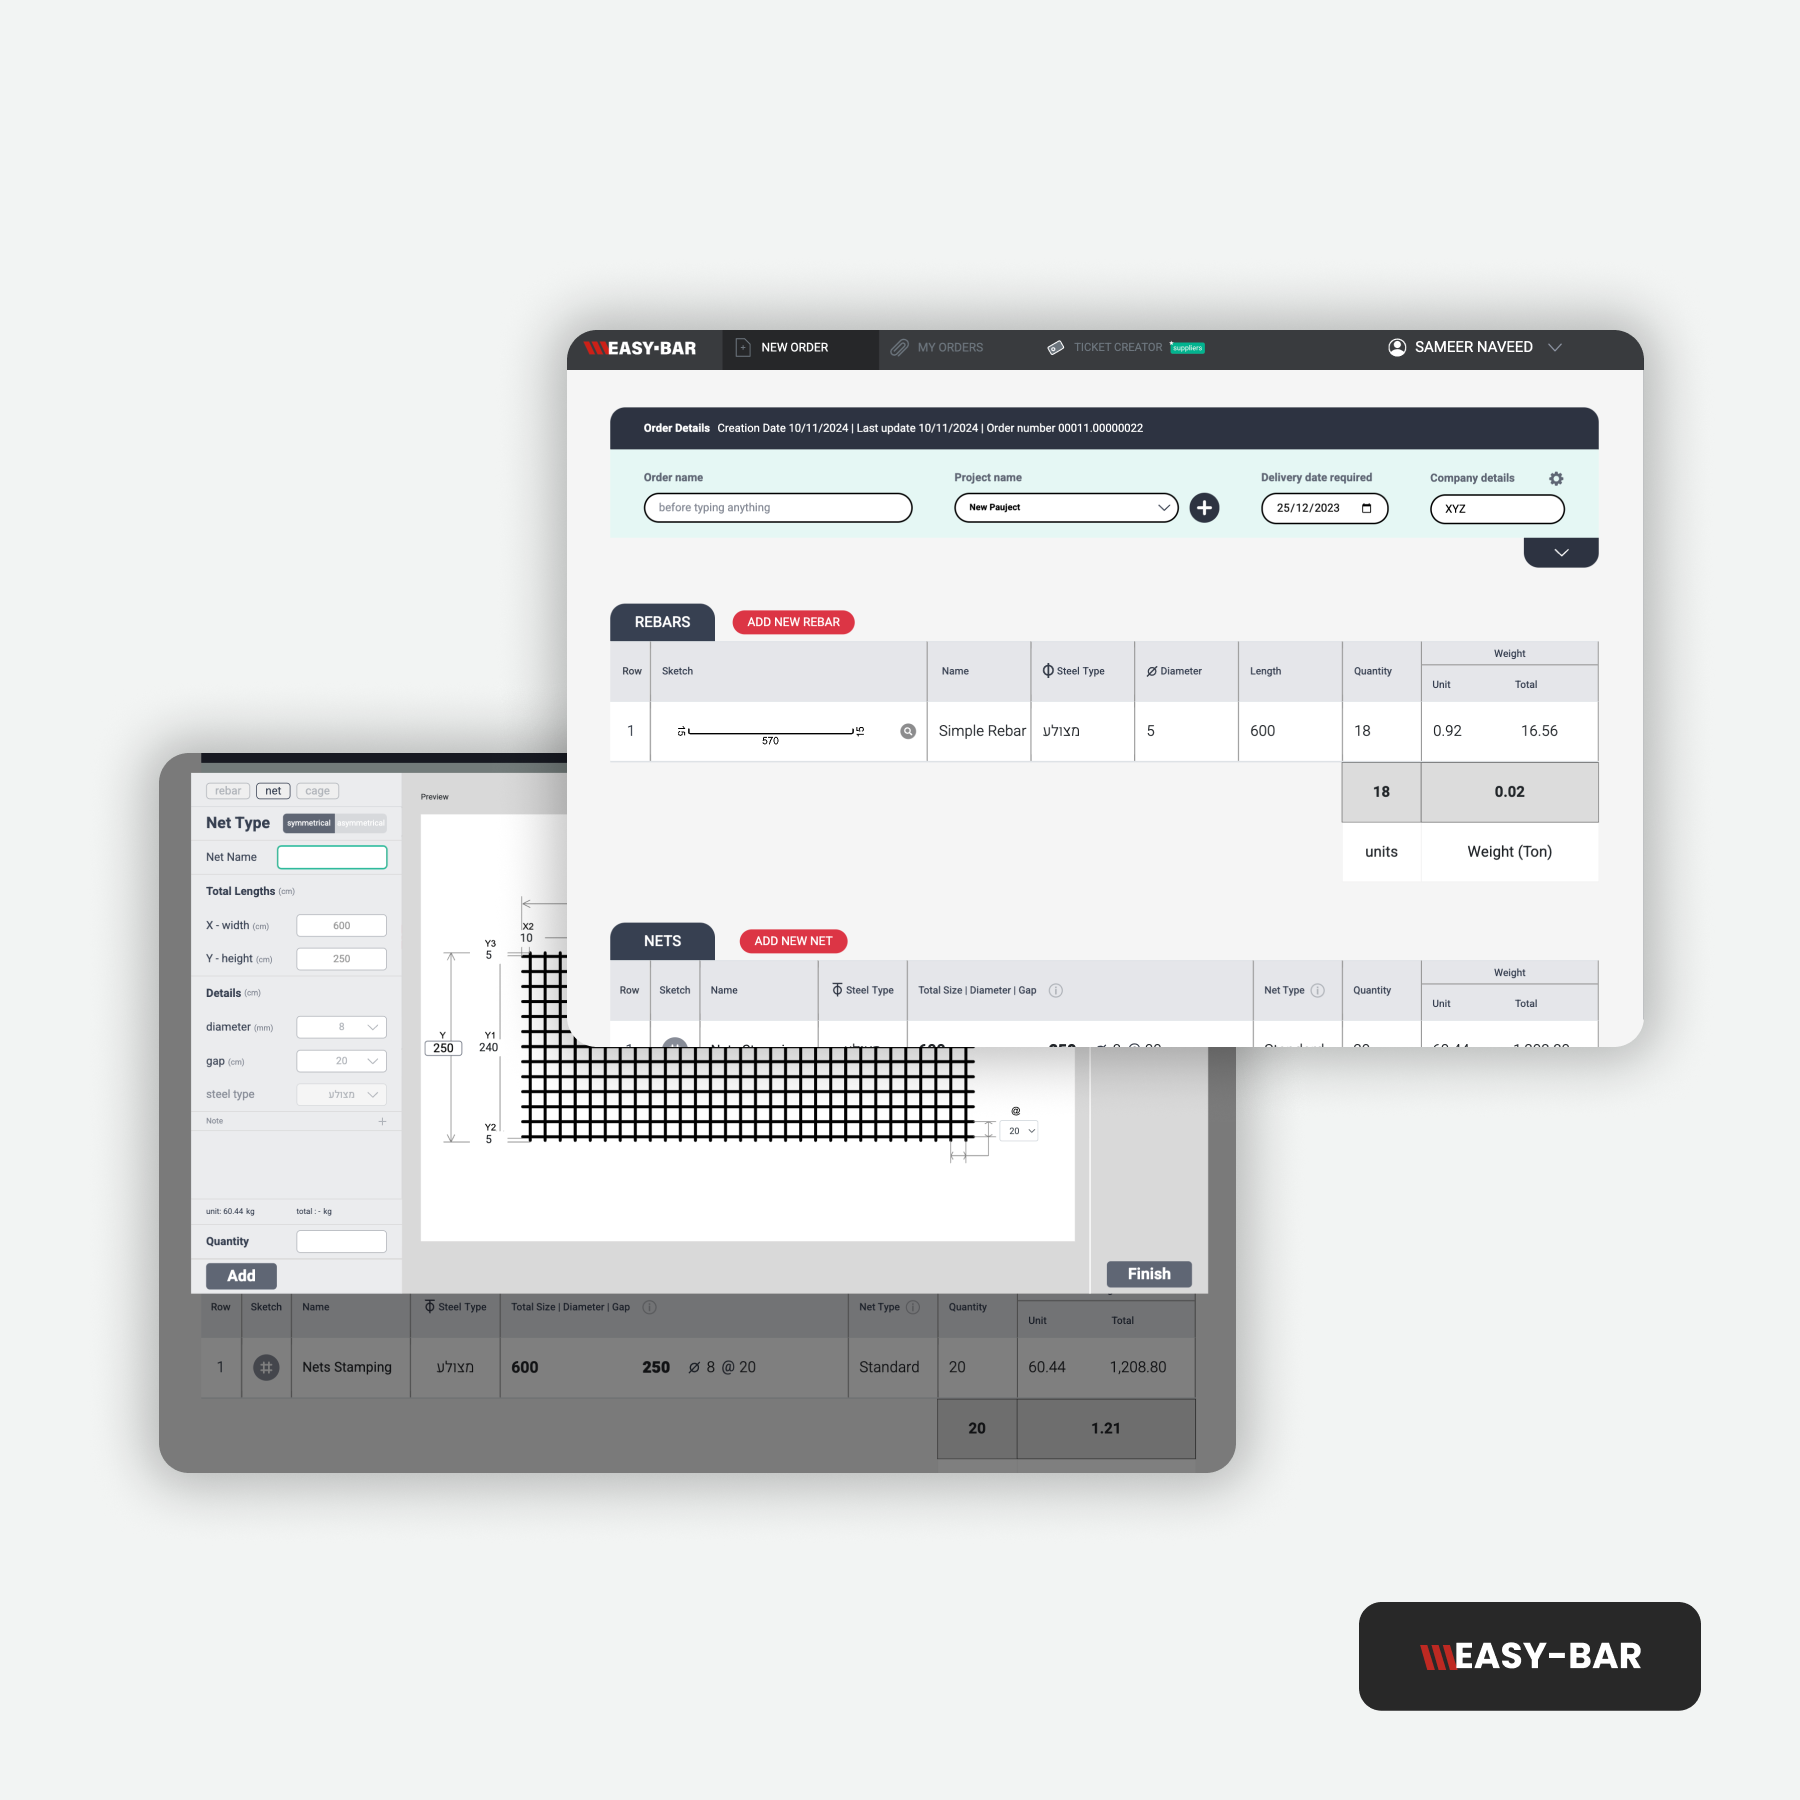 EASY-BAR
NEW ORDER
MY ORDERS
TICKET CREATOR suppliers
SAMEER NAVEED
Order Details Creation Date 10/11/2024 | Last update 10/11/2024 | Order number 00011.00000022
Order name Project name Delivery date required Company details
before typing anything New Pauject 25/12/2023 XYZ
REBARS ADD NEW REBAR
Row Sketch Name Steel Type Diameter Length Quantity Weight
Unit Total
1 15 570 15 Simple Rebar מצולע 5 600 18 0.92 16.56
18 0.02
units Weight (Ton)
NETS ADD NEW NET
Row Sketch Name Steel Type Total Size | Diameter | Gap Net Type Quantity Weight
Unit Total
rebar net cage
Net Type symmetrical asymmetrical
Net Name
Total Lengths (cm)
X - width (cm) 600
Y - height (cm) 250
Details (cm)
diameter (mm) 8
gap (cm) 20
steel type מצולע
Note
unit: 60.44 kg total : - kg
Quantity
Add
Preview
X2
10
Y3
5
Y
250
Y1
240
Y2
5
@
20
Finish
Row Sketch Name Steel Type Total Size | Diameter | Gap Net Type Quantity
Unit Total
1 Nets Stamping מצולע 600 250 ⌀ 8 @ 20 Standard 20 60.44 1,208.80
20 1.21
EASY-BAR